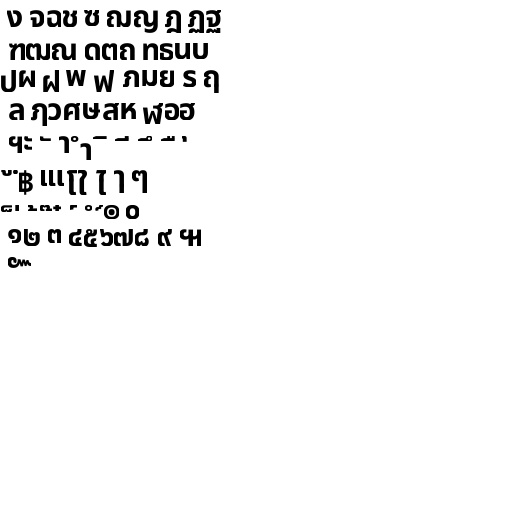 ง จฉช ซ ฌญ ฎ ฏฐ
ฑฒณ ดตถ ทธนบ
ปผ ฝ พ ฟ ภมย ร ฤ
ล ฦวศษสห ฬอฮ
ฯะ ั า ำ ิ ี ึ ื ุ
ู ฺ ฿ เแโใ ไ ๅ ๆ
๏ ๐
๑๒ ๓ ๔๕๖๗๘ ๙ ๚
๛